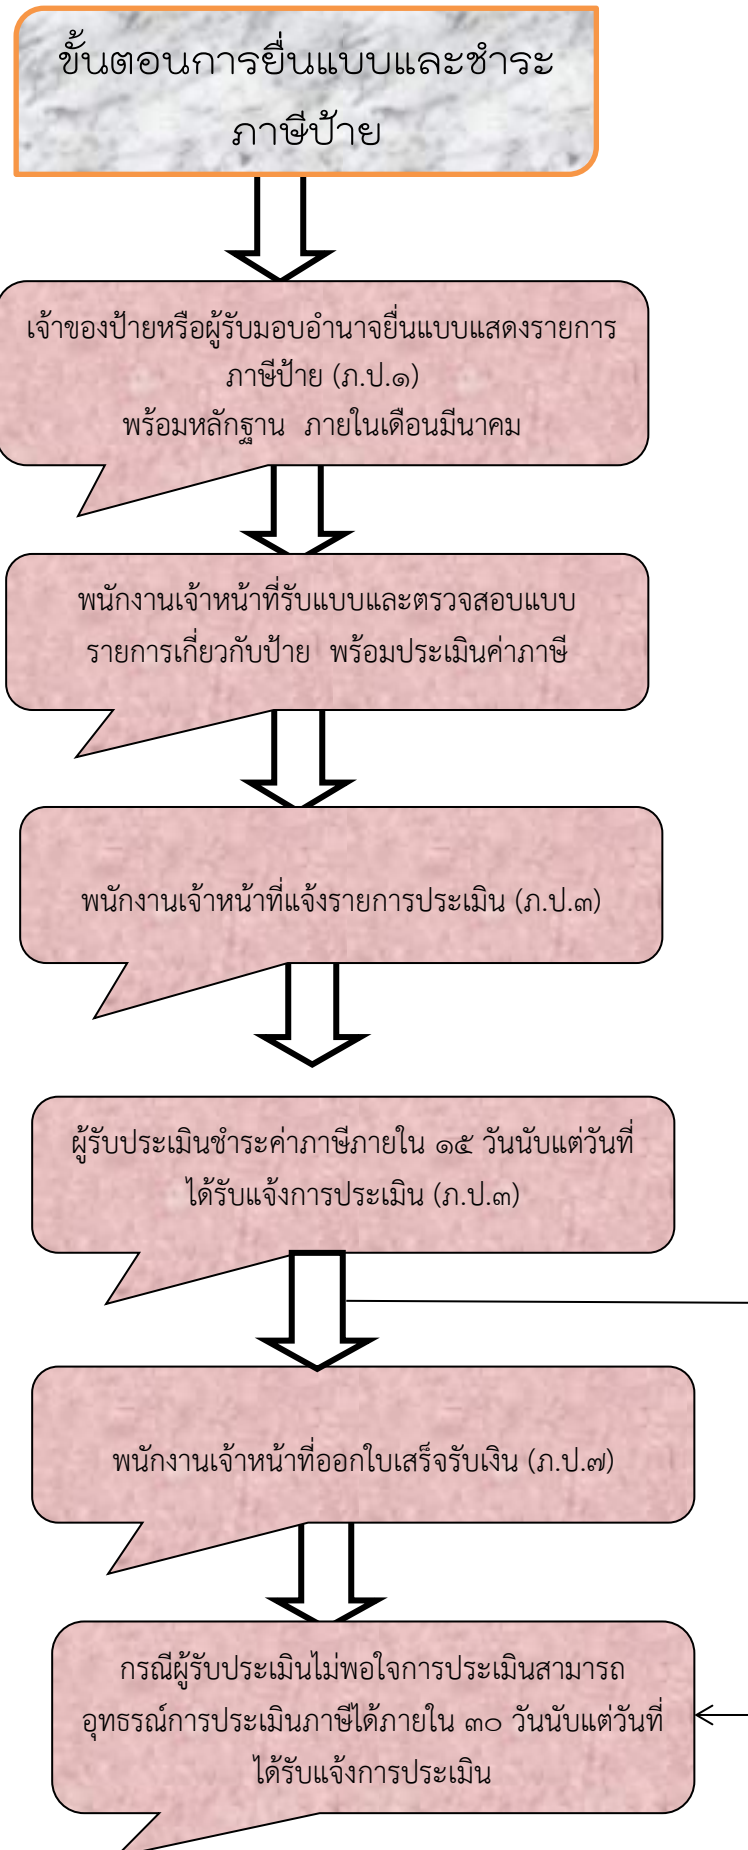 ขั้นตอนการยื่นแบบและชำระ
ภาษีป้าย
เจ้าของป้ายหรือผู้รับมอบอำนาจยื่นแบบแสดงรายการ
ภาษีป้าย (ภ.ป.๑)
พร้อมหลักฐาน ภายในเดือนมีนาคม
พนักงานเจ้าหน้าที่รับแบบและตรวจสอบแบบ
รายการเกี่ยวกับป้าย พร้อมประเมินค่าภาษี
พนักงานเจ้าหน้าที่แจ้งรายการประเมิน (ภ.ป.๓)
ผู้รับประเมินชำระค่าภาษีภายใน ๑๕ วันนับแต่วันที่
ได้รับแจ้งการประเมิน (ภ.ป.๓)
พนักงานเจ้าหน้าที่ออกใบเสร็จรับเงิน (ภ.ป.๗)
กรณีผู้รับประเมินไม่พอใจการประเมินสามารถ
อุทธรณ์การประเมินภาษีได้ภายใน ๓๐ วันนับแต่วันที่
ได้รับแจ้งการประเมิน